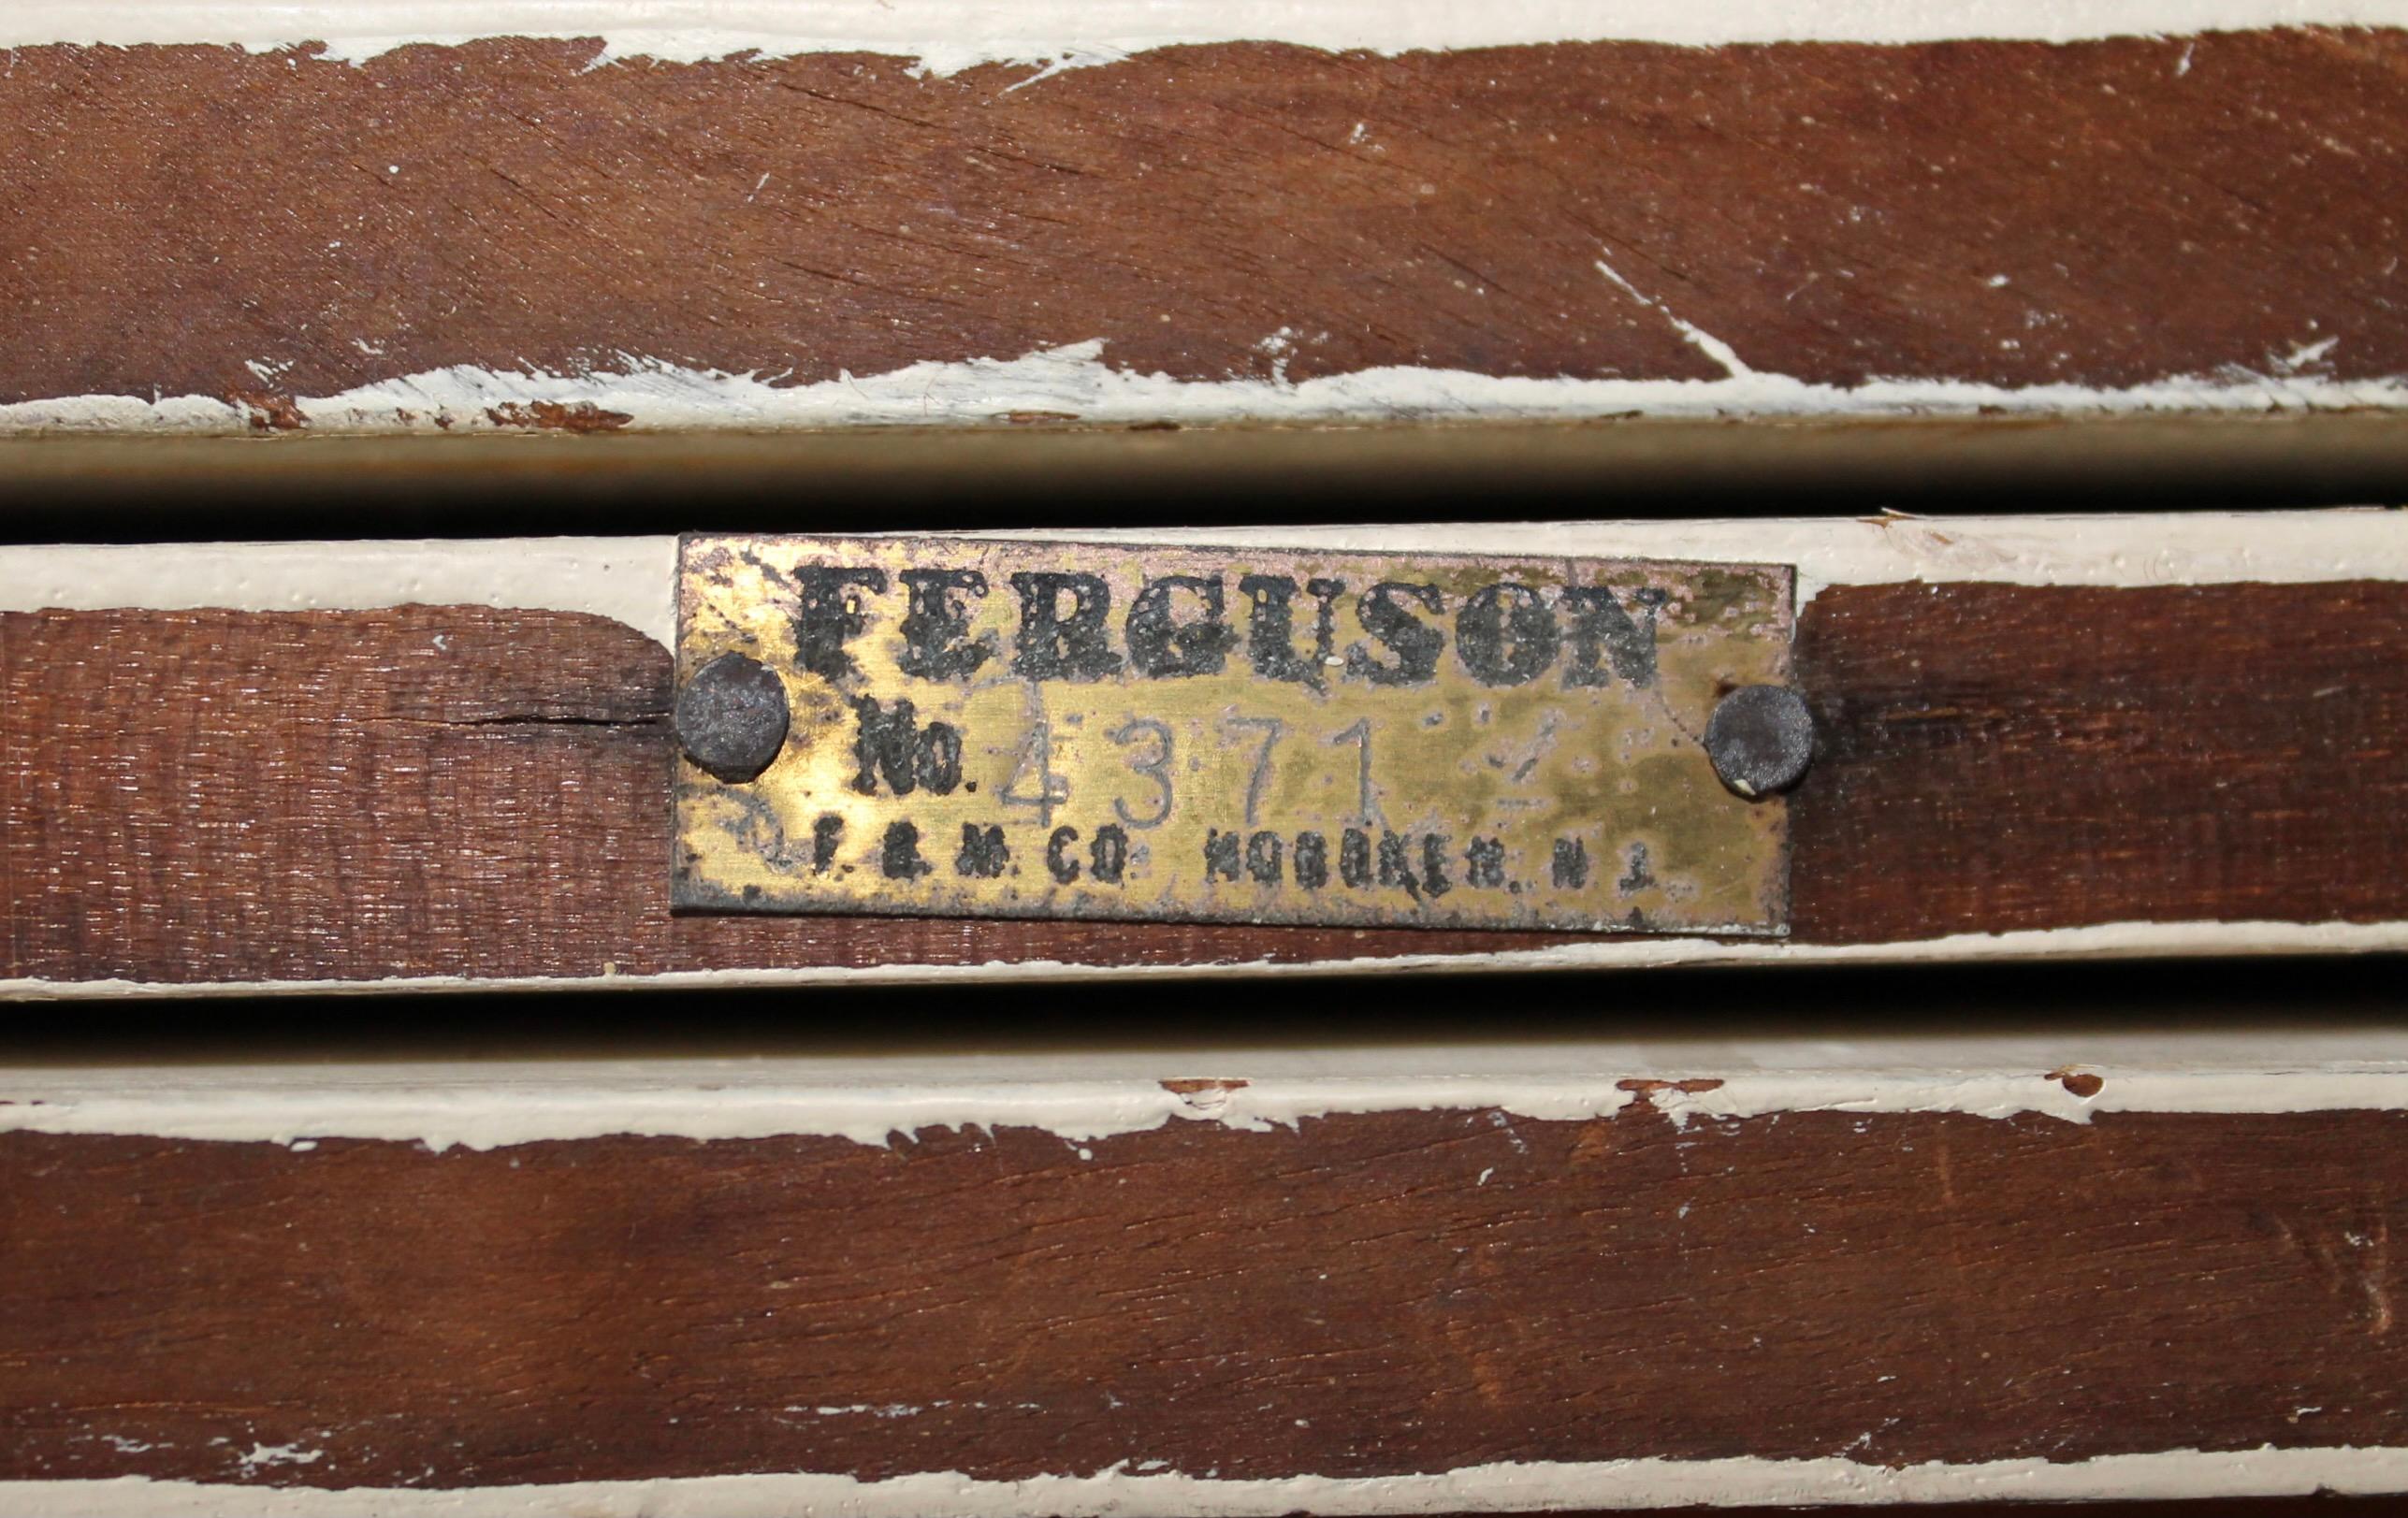 FERGUSON
No. 4371
F. B. M. CO. HOBOKEN. N. J.